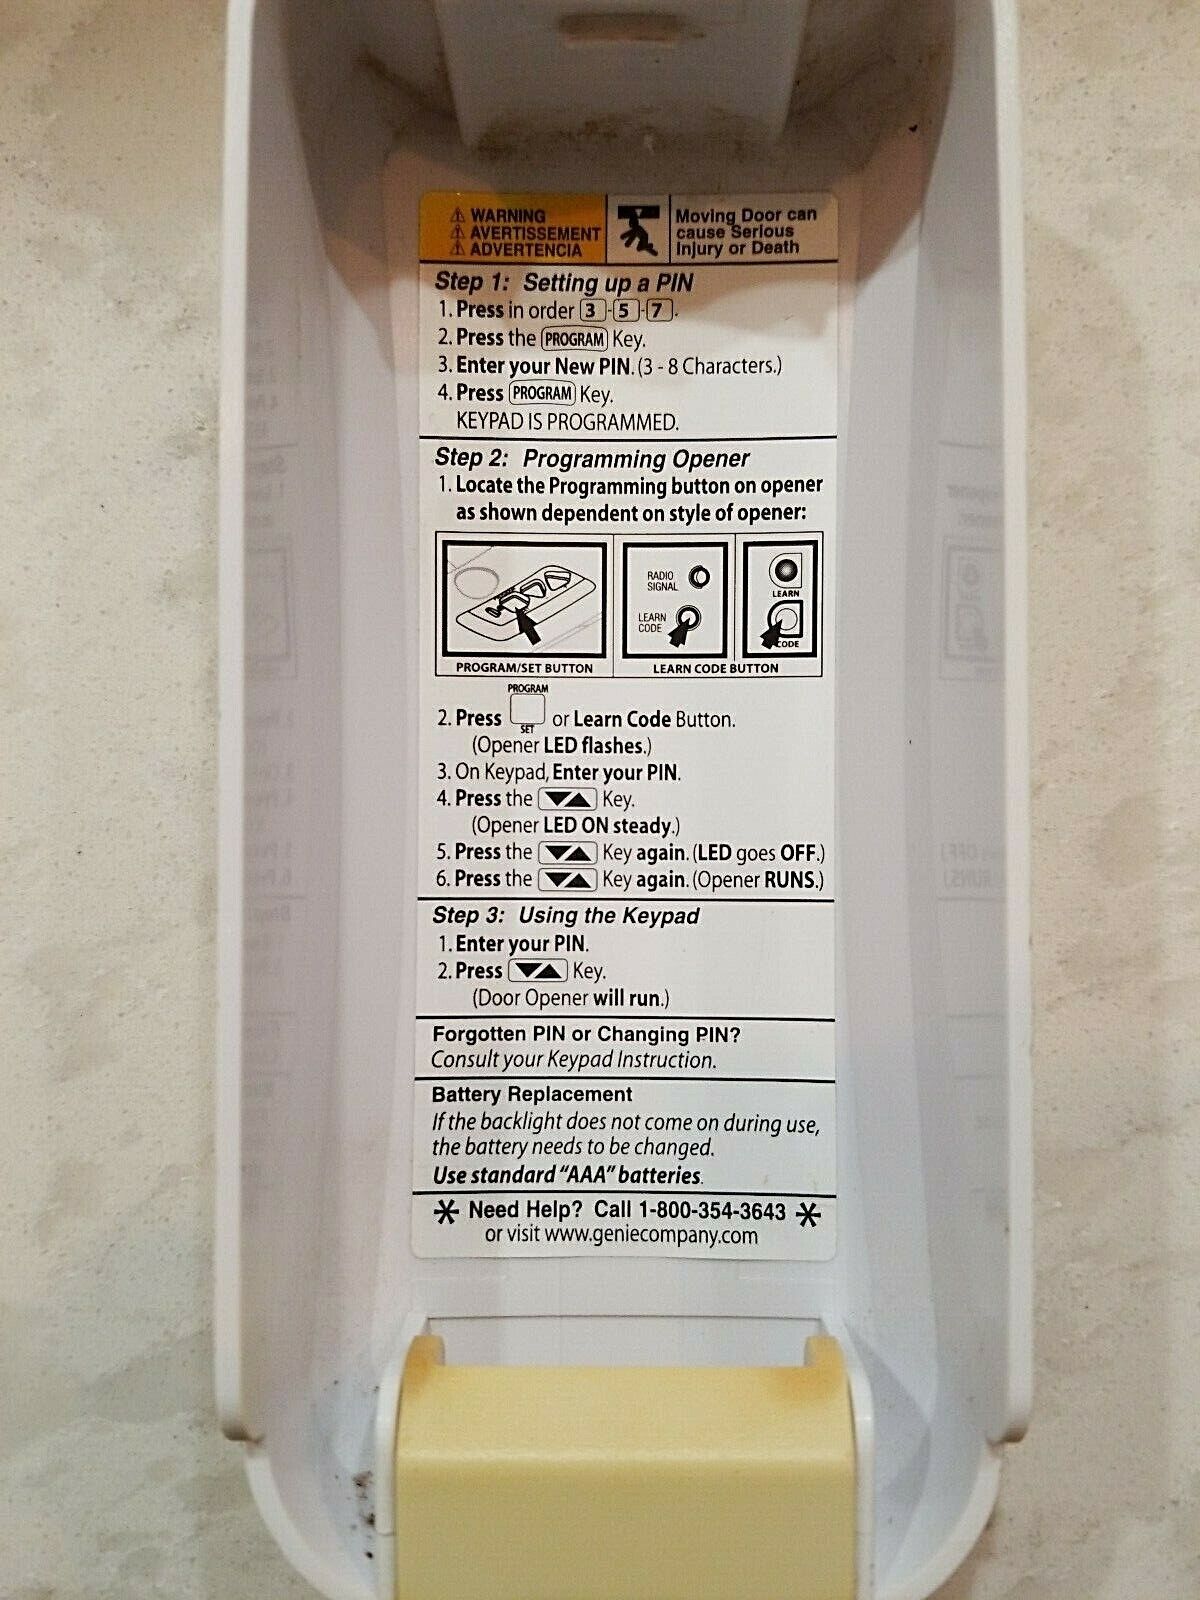 ⚠ WARNING
⚠ AVERTISSEMENT
⚠ ADVERTENCIA
Moving Door can
cause Serious
Injury or Death
Step 1: Setting up a PIN
1. Press in order 3-5-7.
2. Press the PROGRAM Key.
3. Enter your New PIN. (3 - 8 Characters.)
4. Press PROGRAM Key.
KEYPAD IS PROGRAMMED.
Step 2: Programming Opener
1. Locate the Programming button on opener
as shown dependent on style of opener:
RADIO
SIGNAL
LEARN
CODE
LEARN
CODE
PROGRAM/SET BUTTON
LEARN CODE BUTTON
PROGRAM
2. Press or Learn Code Button.
SET
(Opener LED flashes.)
3. On Keypad, Enter your PIN.
4. Press the ▼▲ Key.
(Opener LED ON steady.)
5. Press the ▼▲ Key again. (LED goes OFF.)
6. Press the ▼▲ Key again. (Opener RUNS.)
Step 3: Using the Keypad
1. Enter your PIN.
2. Press ▼▲ Key.
(Door Opener will run.)
Forgotten PIN or Changing PIN?
Consult your Keypad Instruction.
Battery Replacement
If the backlight does not come on during use,
the battery needs to be changed.
Use standard “AAA” batteries.
* Need Help? Call 1-800-354-3643 *
or visit www.geniecompany.com